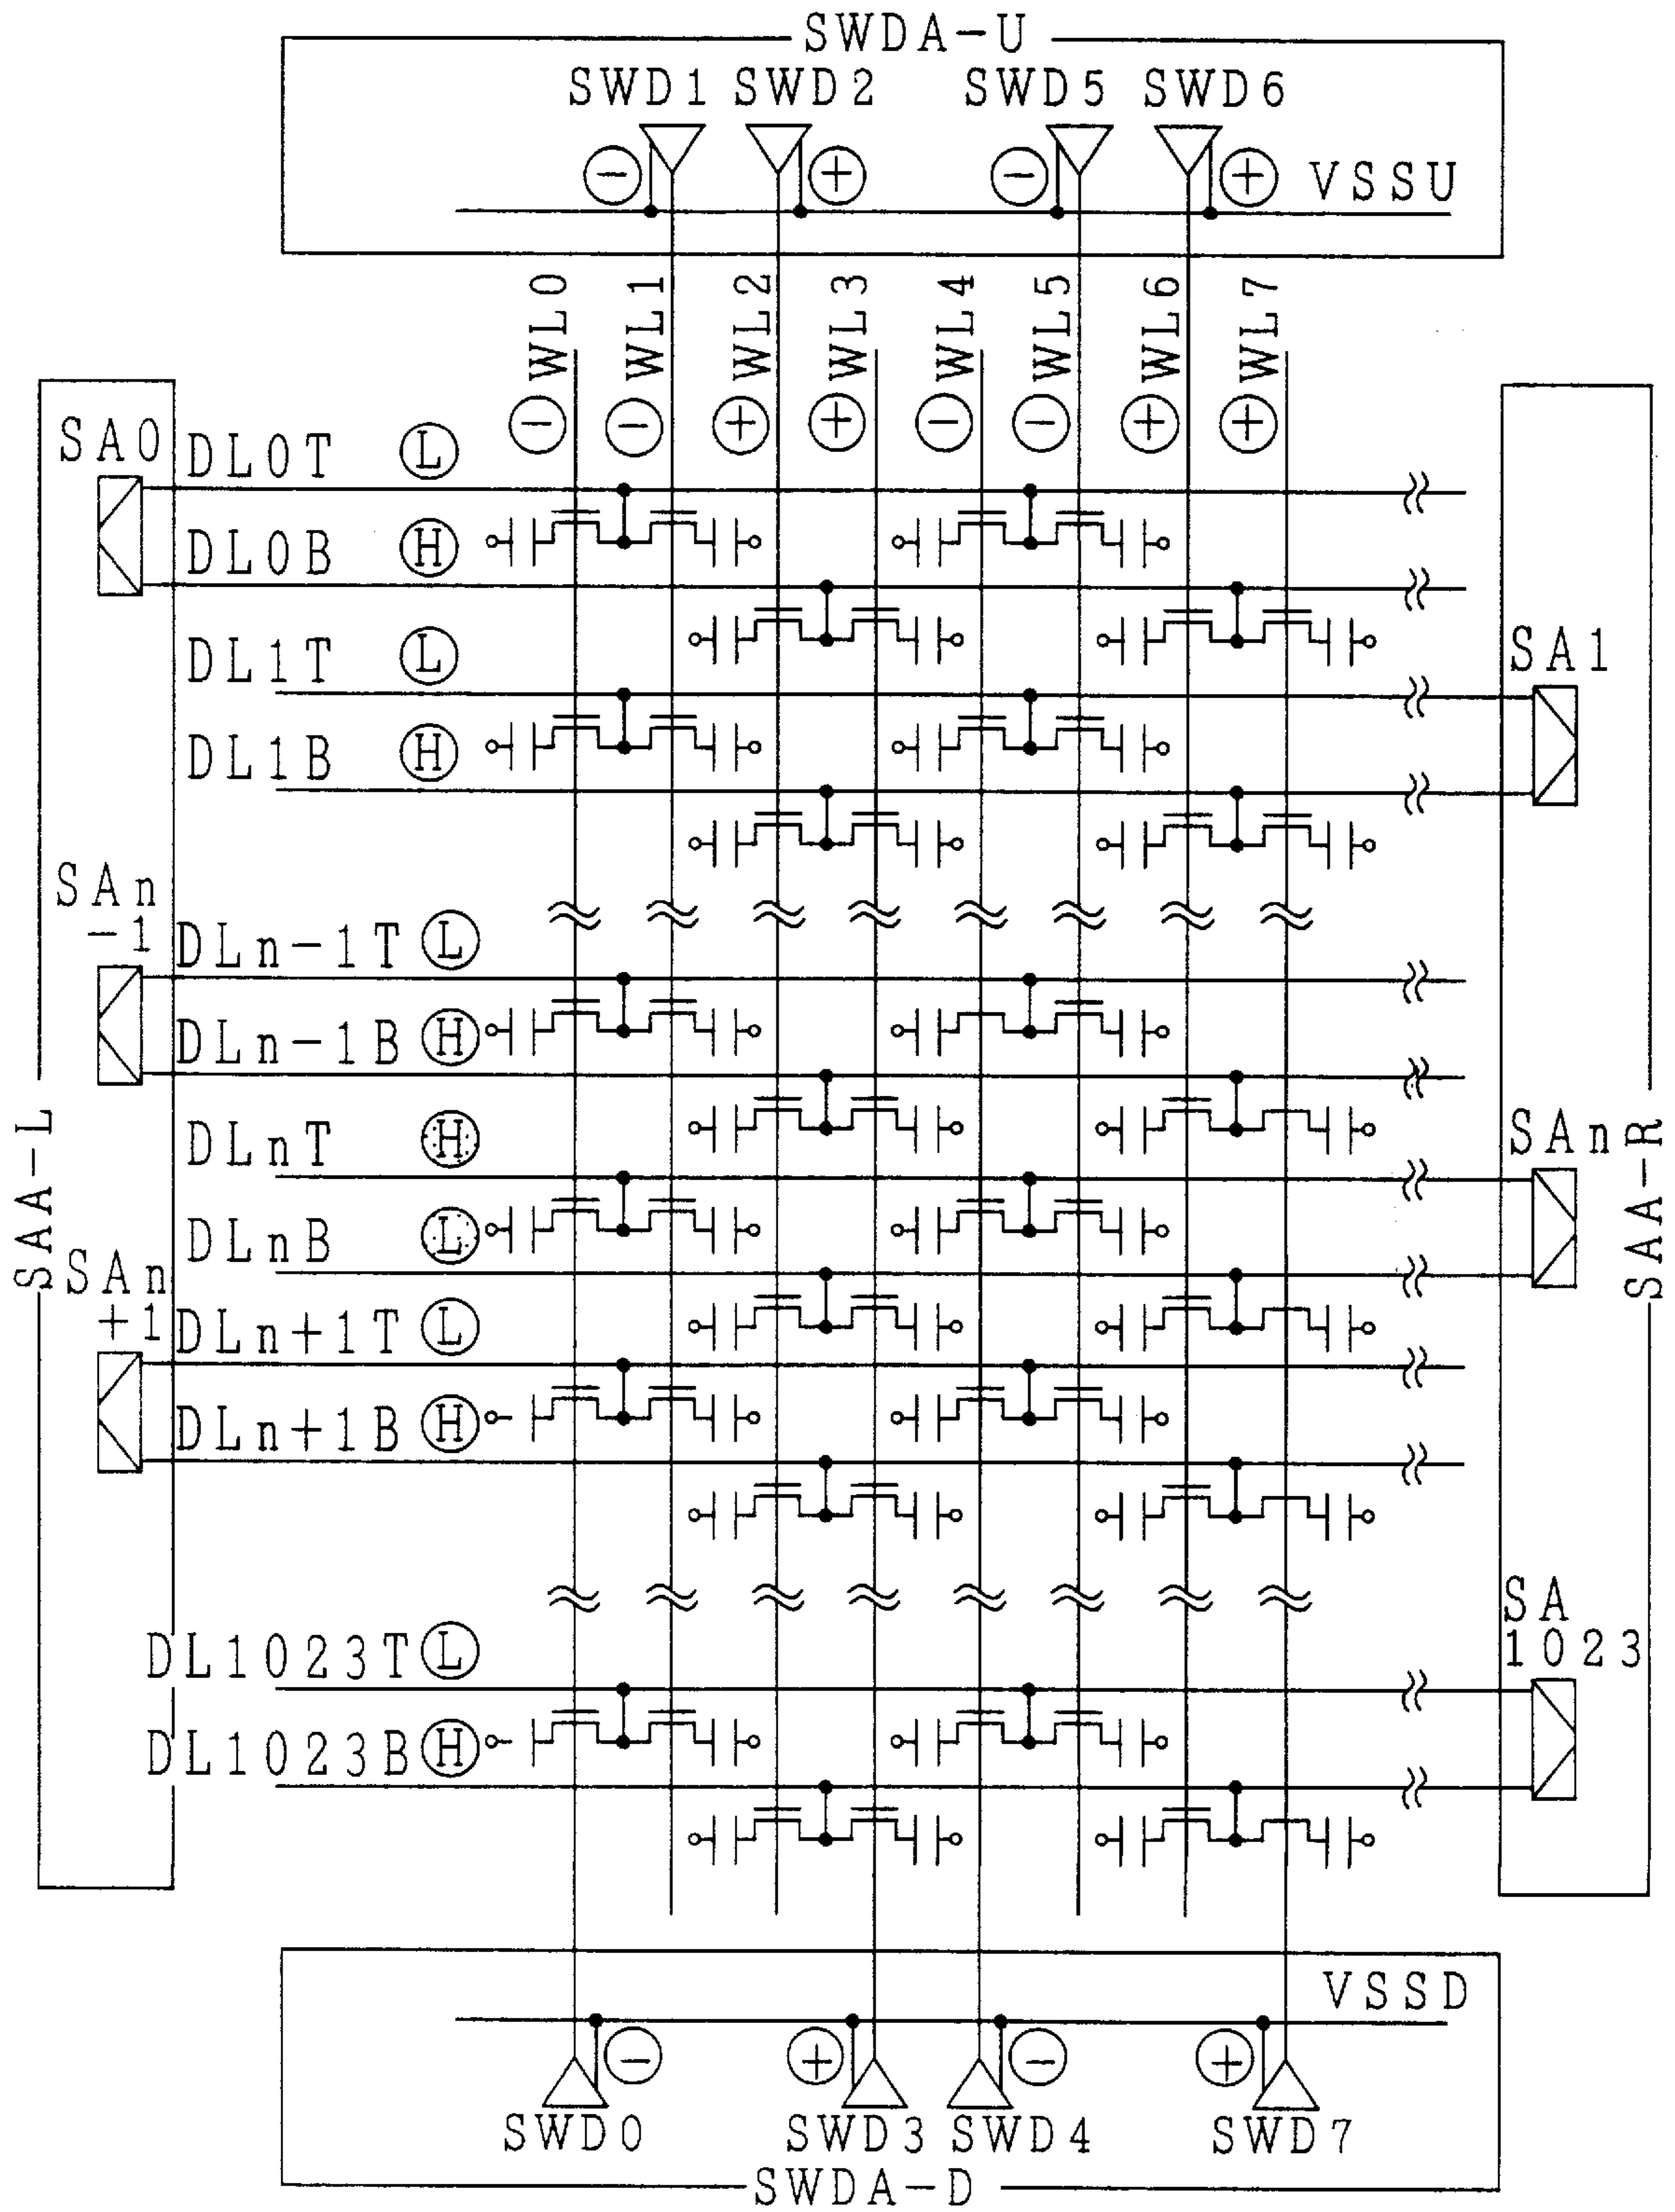 SWDA-U
SWD1 SWD2 SWD5 SWD6
− + − + VSSU
WL0 WL1 WL2 WL3 WL4 WL5 WL6 WL7
− − + + − − + +
SA0
DL0T L
DL0B H
DL1T L
SA1
DL1B H
SAn
-1
DLn-1T L
DLn-1B H
SAA-L
DLnT H
SAn
SAA-R
DLnB L
SAn
+1
DLn+1T L
DLn+1B H
SA
1023
DL1023T L
DL1023B H
VSSD
− + − +
SWD0 SWD3 SWD4 SWD7
SWDA-D